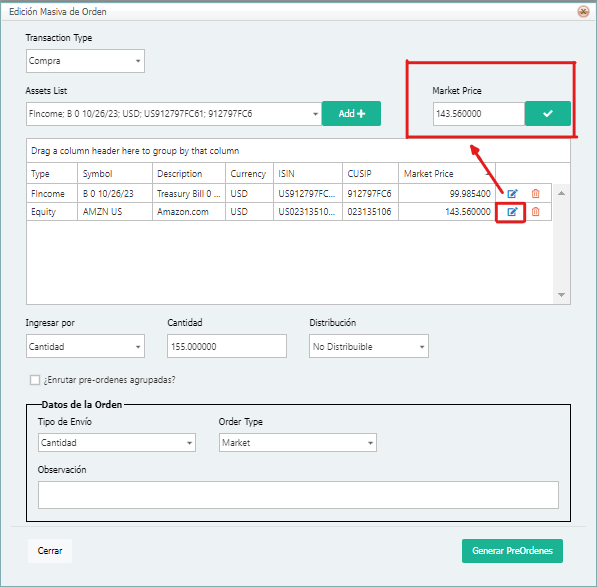 Edición Masiva de Orden
Transaction Type
Compra
Assets List
Market Price
FIncome; B 0 10/26/23; USD; US912797FC61; 912797FC6
Add +
143.560000
Drag a column header here to group by that column
Type Symbol Description Currency ISIN CUSIP Market Price
FIncome B 0 10/26/23 Treasury Bill 0 ... USD US912797FC... 912797FC6 99.985400
Equity AMZN US Amazon.com USD US02313510... 023135106 143.560000
Ingresar por Cantidad Distribución
Cantidad 155.000000 No Distribuible
¿Enrutar pre-ordenes agrupadas?
Datos de la Orden
Tipo de Envío Order Type
Cantidad Market
Observación
Cerrar Generar PreOrdenes